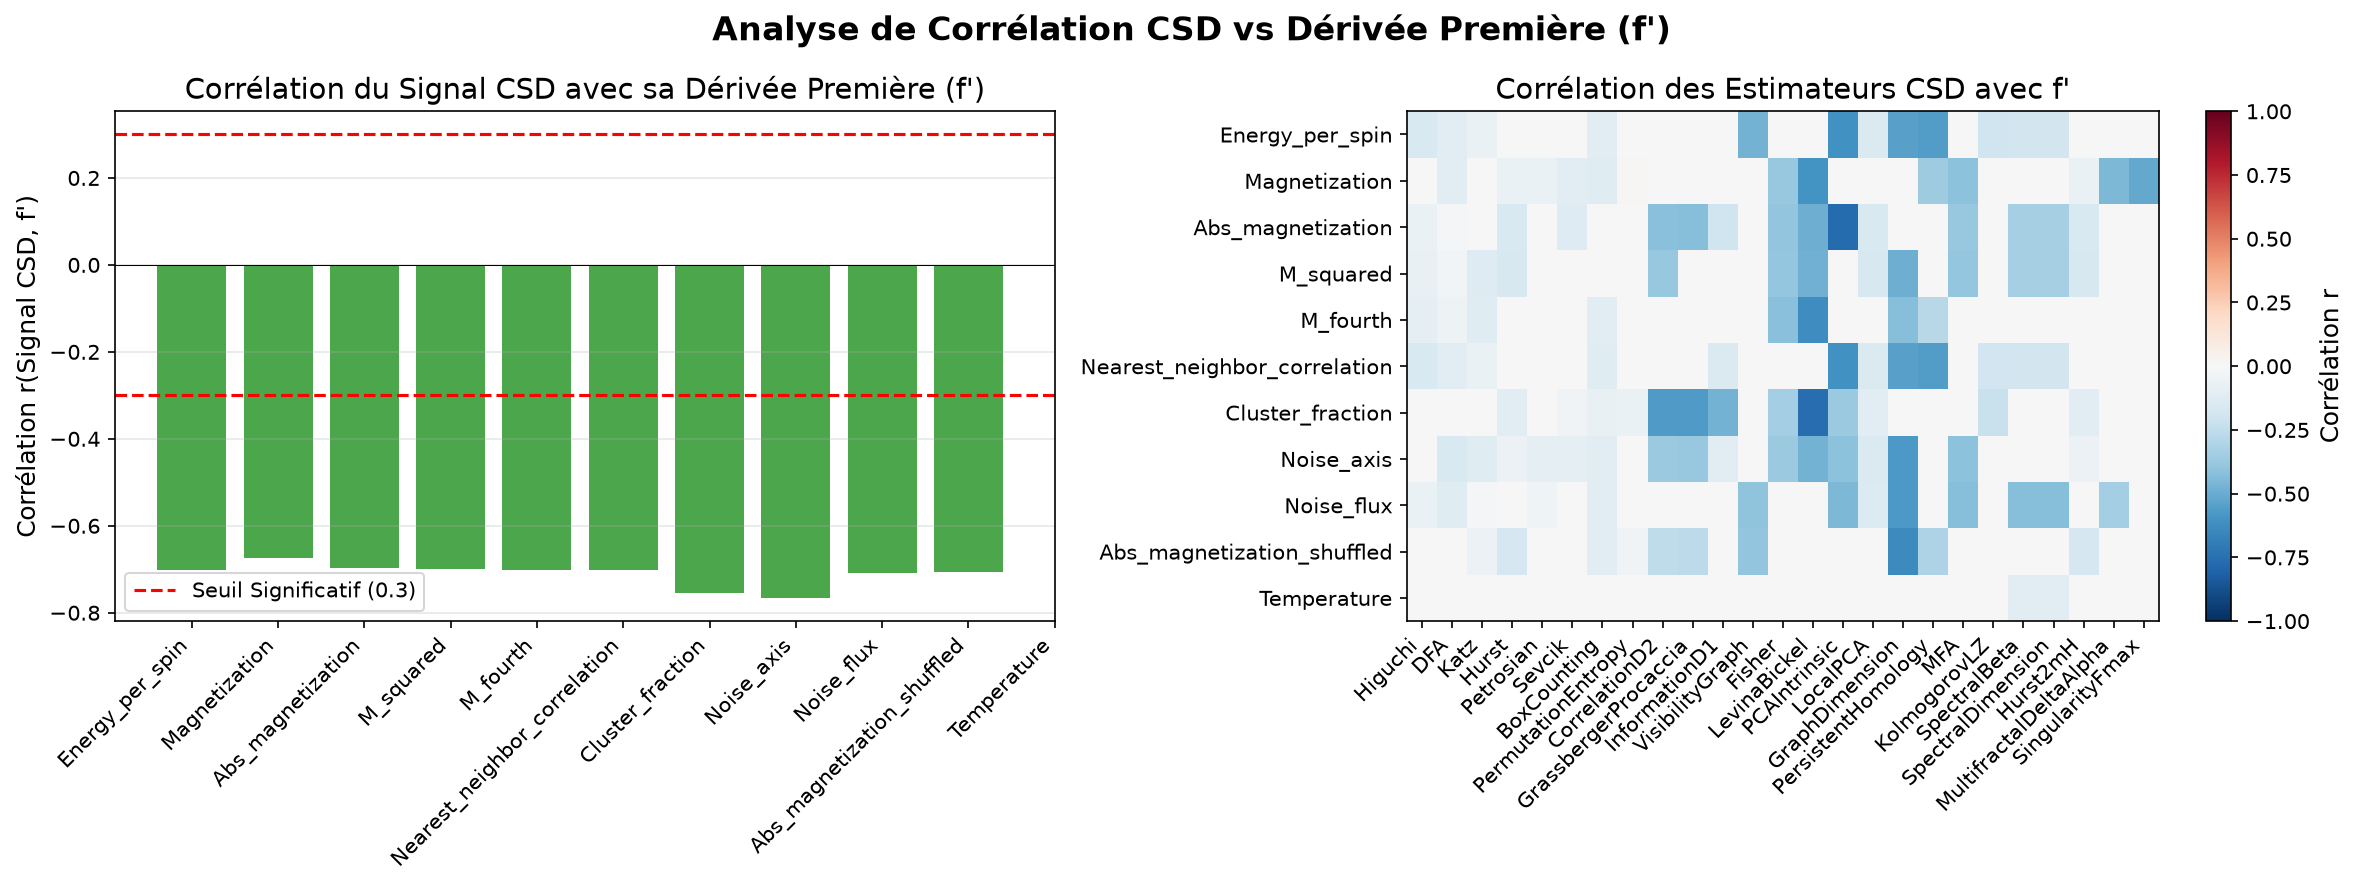 Analyse de Corrélation CSD vs Dérivée Première (f')
Corrélation du Signal CSD avec sa Dérivée Première (f')
Corrélation r(Signal CSD, f')
0.2
0.0
−0.2
−0.4
−0.6
−0.8
Seuil Significatif (0.3)
Energy_per_spin
Magnetization
Abs_magnetization
M_squared
M_fourth
Nearest_neighbor_correlation
Cluster_fraction
Noise_axis
Noise_flux
Abs_magnetization_shuffled
Temperature
Corrélation des Estimateurs CSD avec f'
Energy_per_spin
Magnetization
Abs_magnetization
M_squared
M_fourth
Nearest_neighbor_correlation
Cluster_fraction
Noise_axis
Noise_flux
Abs_magnetization_shuffled
Temperature
Higuchi
DFA
Katz
Hurst
Petrosian
Sevcik
BoxCounting
PermutationEntropy
CorrelationD2
GrassbergerProcaccia
InformationD1
VisibilityGraph
Fisher
LevinaBickel
PCAIntrinsic
LocalPCA
GraphDimension
PersistentHomology
MFA
KolmogorovLZ
SpectralBeta
SpectralDimension
Hurst2mH
MultifractalDeltaAlpha
SingularityFmax
1.00
0.75
0.50
0.25
0.00
−0.25
−0.50
−0.75
−1.00
Corrélation r